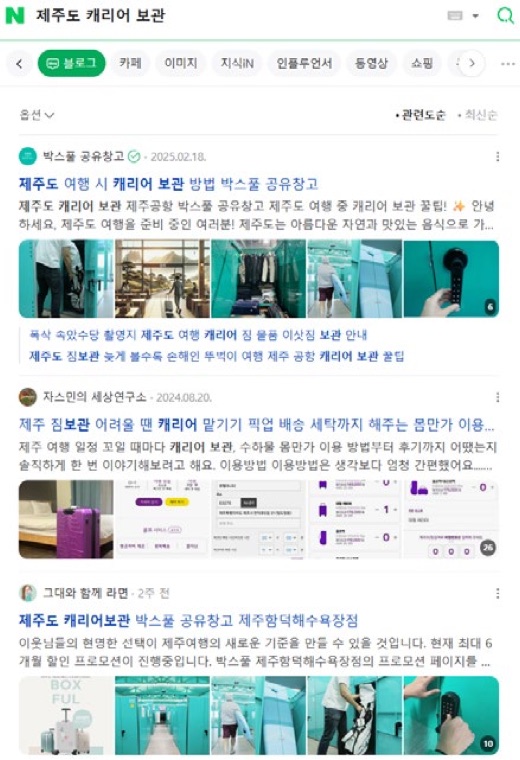 N 제주도 캐리어 보관
블로그 카페 이미지 지식iN 인플루언서 동영상 쇼핑
옵션 • 관련도순 • 최신순
박스풀 공유창고 · 2025.02.18.
제주도 여행 시 캐리어 보관 방법 박스풀 공유창고
제주도 캐리어 보관 제주공항 박스풀 공유창고 제주도 여행 중 캐리어 보관 꿀팁! ✨ 안녕
하세요, 제주도 여행을 준비 중인 여러분! 제주도는 아름다운 자연과 맛있는 음식으로 가...
6
폭삭 속았수당 촬영지 제주도 여행 캐리어 짐 물품 이삿짐 보관 안내
제주도 짐보관 늦게 볼수록 손해인 뚜벅이 여행 제주 공항 캐리어 보관 꿀팁
자스민의 세상연구소 · 2024.08.20.
제주 짐보관 어려울 땐 캐리어 맡기기 픽업 배송 세탁까지 해주는 몸만가 이용...
제주 여행 일정 꼬일 때마다 캐리어 보관, 수하물 몸만가 이용 방법부터 후기까지 어땠는지
솔직하게 한 번 이야기해보려고 해요. 이용방법 이용방법은 생각보다 엄청 간편했어요......
26
그대와 함께 라면 · 2주 전
제주도 캐리어보관 박스풀 공유창고 제주함덕해수욕장점
이웃님들의 현명한 선택이 제주여행의 새로운 기준을 만들 수 있을 것입니다. 현재 최대 6
개월 할인 프로모션이 진행중입니다. 박스풀 제주함덕해수욕장점의 프로모션 페이지를 ...
BOX
FUL
10